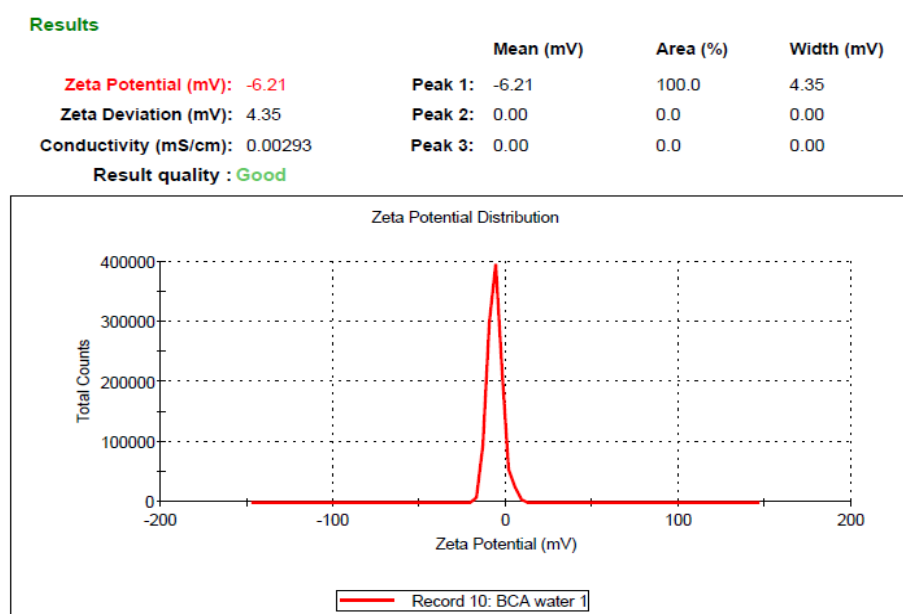 Results
Mean (mV) Area (%) Width (mV)
Zeta Potential (mV): -6.21 Peak 1: -6.21 100.0 4.35
Zeta Deviation (mV): 4.35 Peak 2: 0.00 0.0 0.00
Conductivity (mS/cm): 0.00293 Peak 3: 0.00 0.0 0.00
Result quality : Good
Zeta Potential Distribution
400000
300000
200000
100000
0
Total Counts
-200 -100 0 100 200
Zeta Potential (mV)
Record 10: BCA water 1